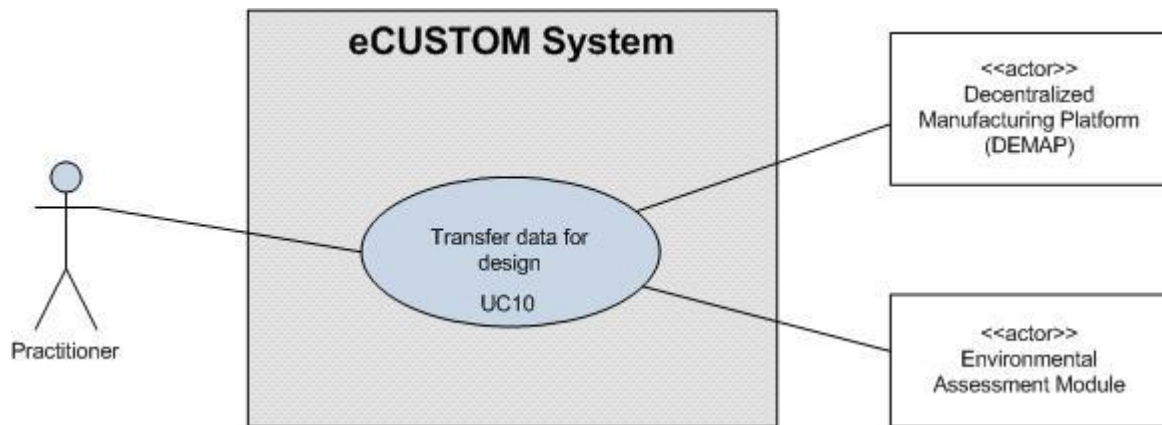 eCUSTOM System
<<actor>>
Decentralized
Manufacturing Platform
(DEMAP)
Transfer data for
design
UC10
Practitioner
<<actor>>
Environmental
Assessment Module